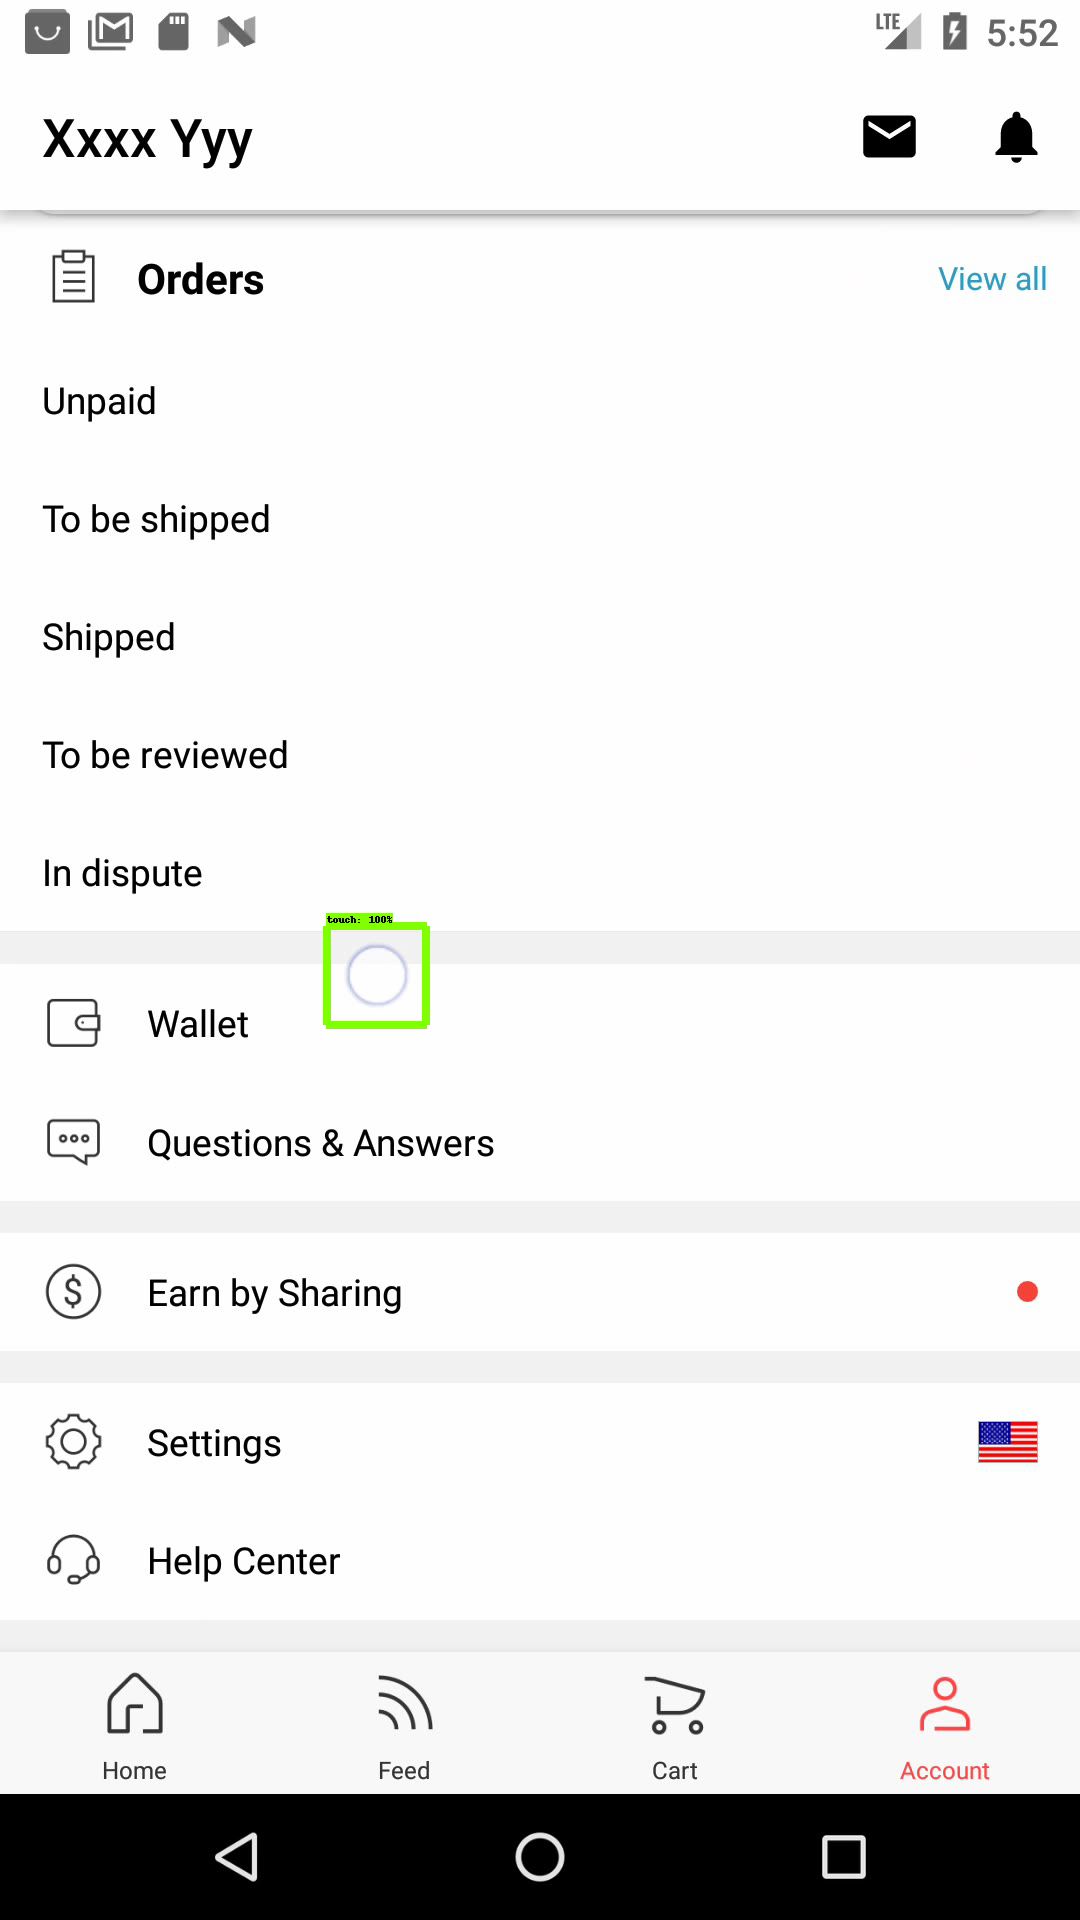 LTE 5:52
Xxxx Yyy
Orders View all
Unpaid
To be shipped
Shipped
To be reviewed
In dispute
touch: 100%
Wallet
Questions & Answers
Earn by Sharing
Settings
Help Center
Home Feed Cart Account